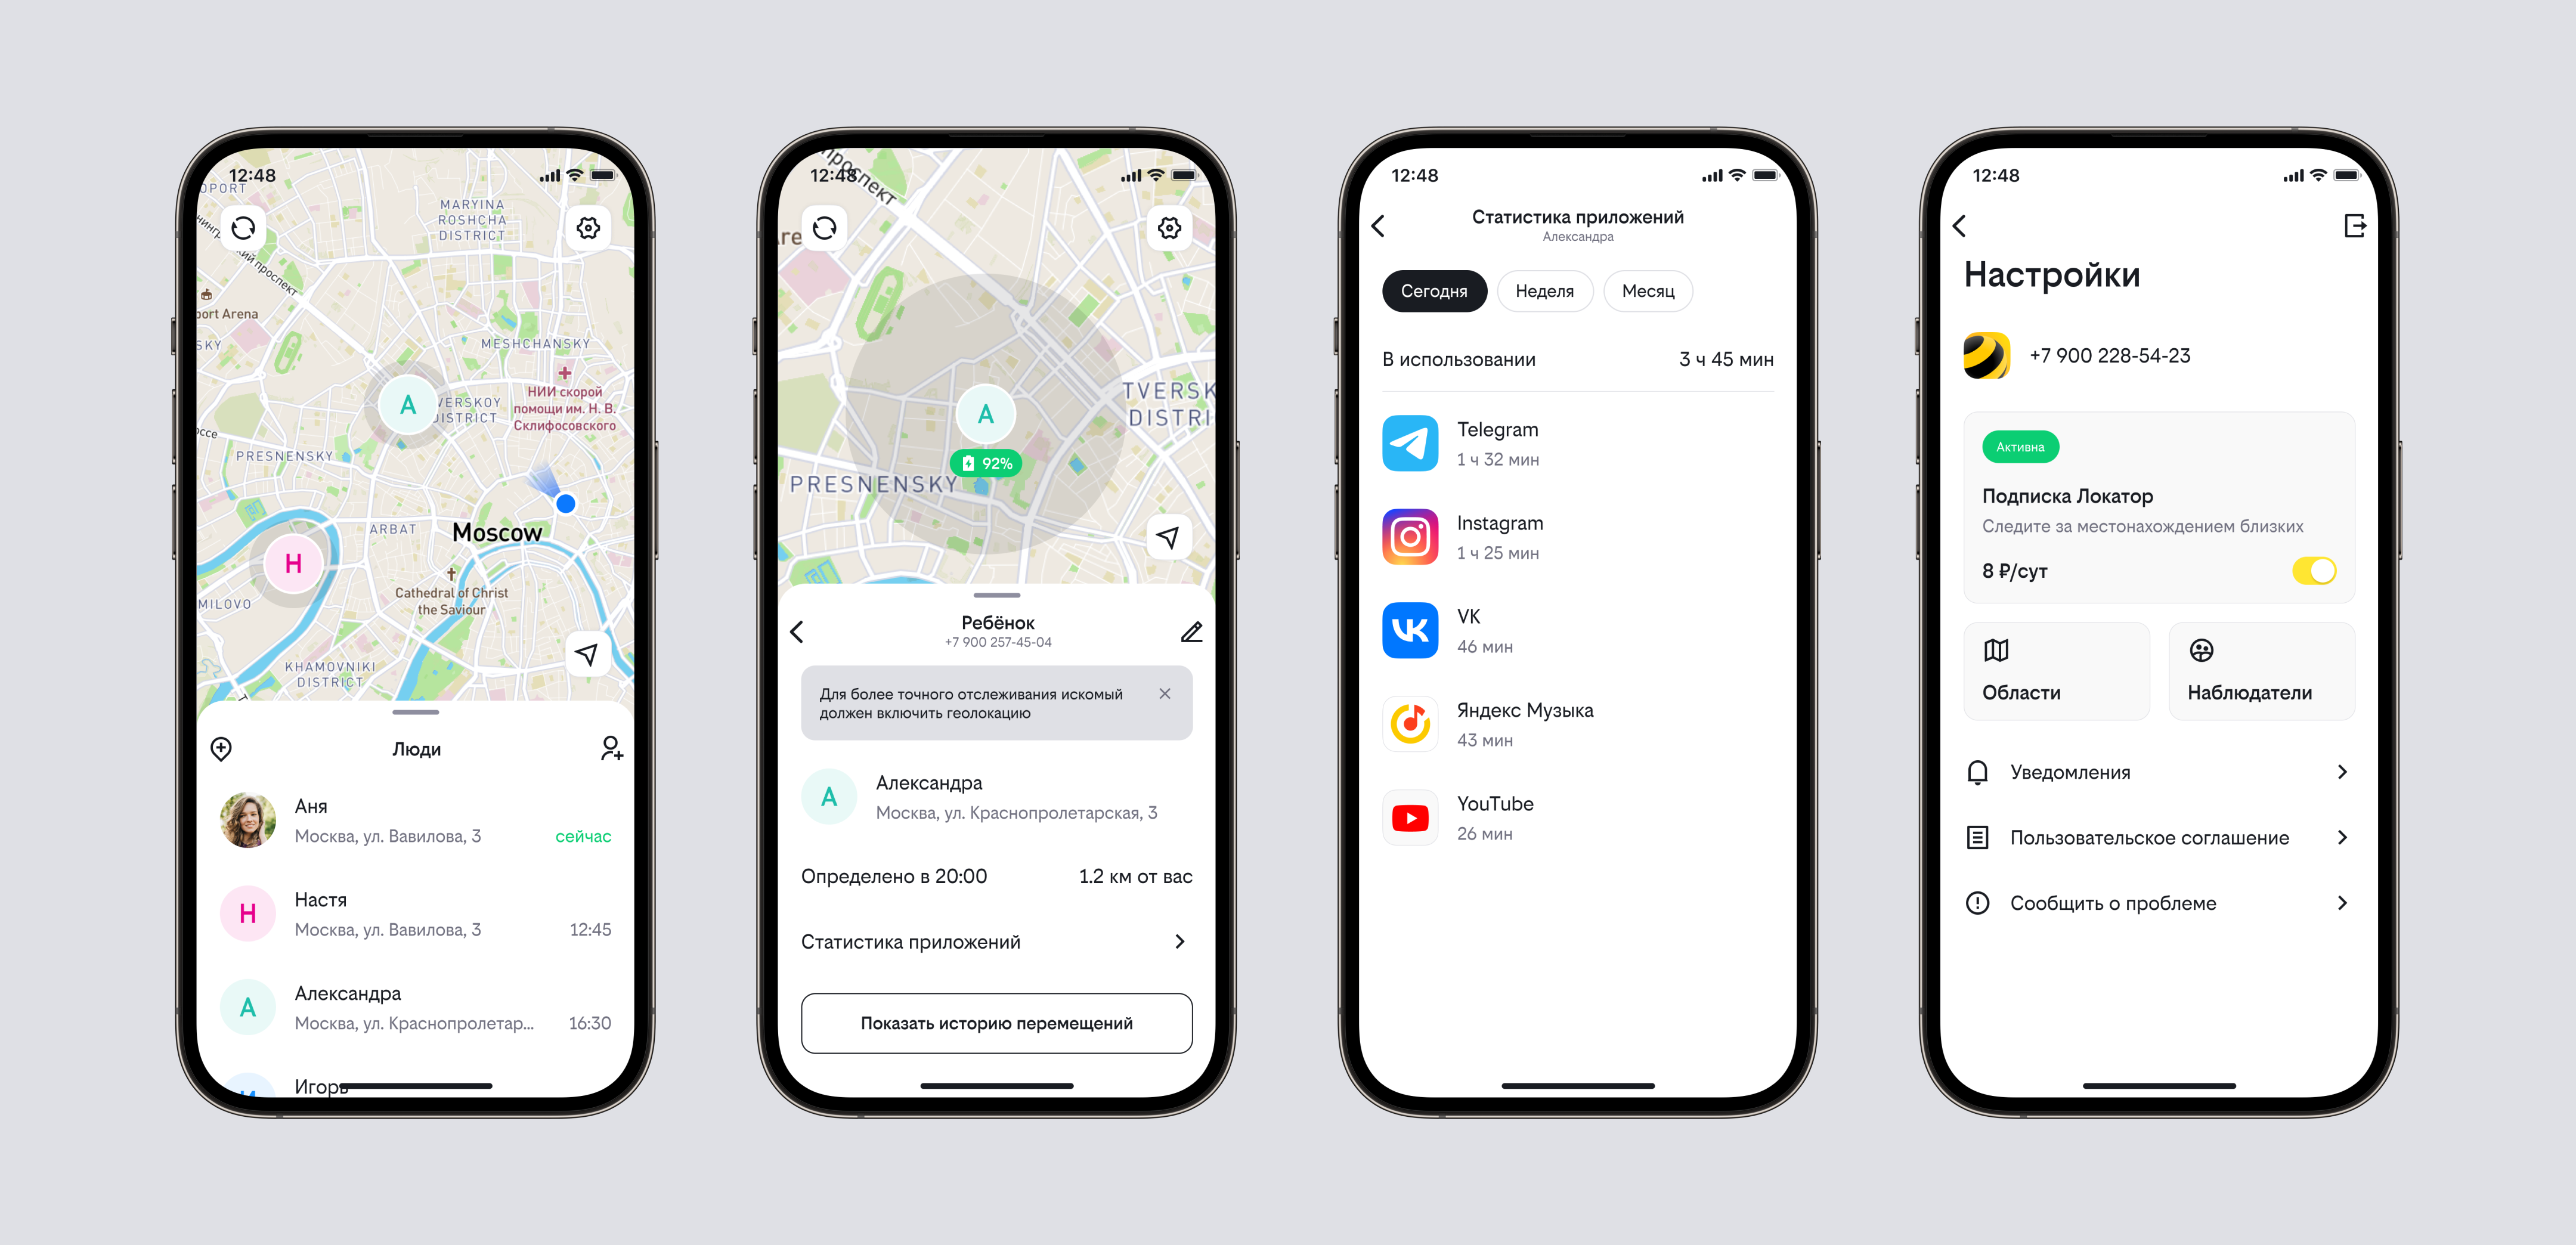 12:48
OPORT
MARYINA
ROSHCHA
DISTRICT
кий проспект
port Arena
SKY
MESHCHANSKY
НИИ скорой
помощи им. Н. В.
Склифосовского
A
VERSKOY
DISTRICT
оссе
PRESNENSKY
ARBAT
Moscow
Н
Cathedral of Christ
the Saviour
MILOVO
KHAMOVNIKI
DISTRICT
Люди
Аня
Москва, ул. Вавилова, 3
сейчас
Н
Настя
Москва, ул. Вавилова, 3
12:45
А
Александра
Москва, ул. Краснопролетар...
16:30
Игорь
12:48
проспект
A
92%
TVERSK
DISTRI
PRESNENSKY
Ребёнок
+7 900 257-45-04
Для более точного отслеживания искомый
должен включить геолокацию
А
Александра
Москва, ул. Краснопролетарская, 3
Определено в 20:00
1.2 км от вас
Статистика приложений
Показать историю перемещений
12:48
Статистика приложений
Александра
Сегодня
Неделя
Месяц
В использовании
3 ч 45 мин
Telegram
1 ч 32 мин
Instagram
1 ч 25 мин
VK
46 мин
Яндекс Музыка
43 мин
YouTube
26 мин
12:48
Настройки
+7 900 228-54-23
Активна
Подписка Локатор
Следите за местонахождением близких
8 ₽/сут
Области
Наблюдатели
Уведомления
Пользовательское соглашение
Сообщить о проблеме